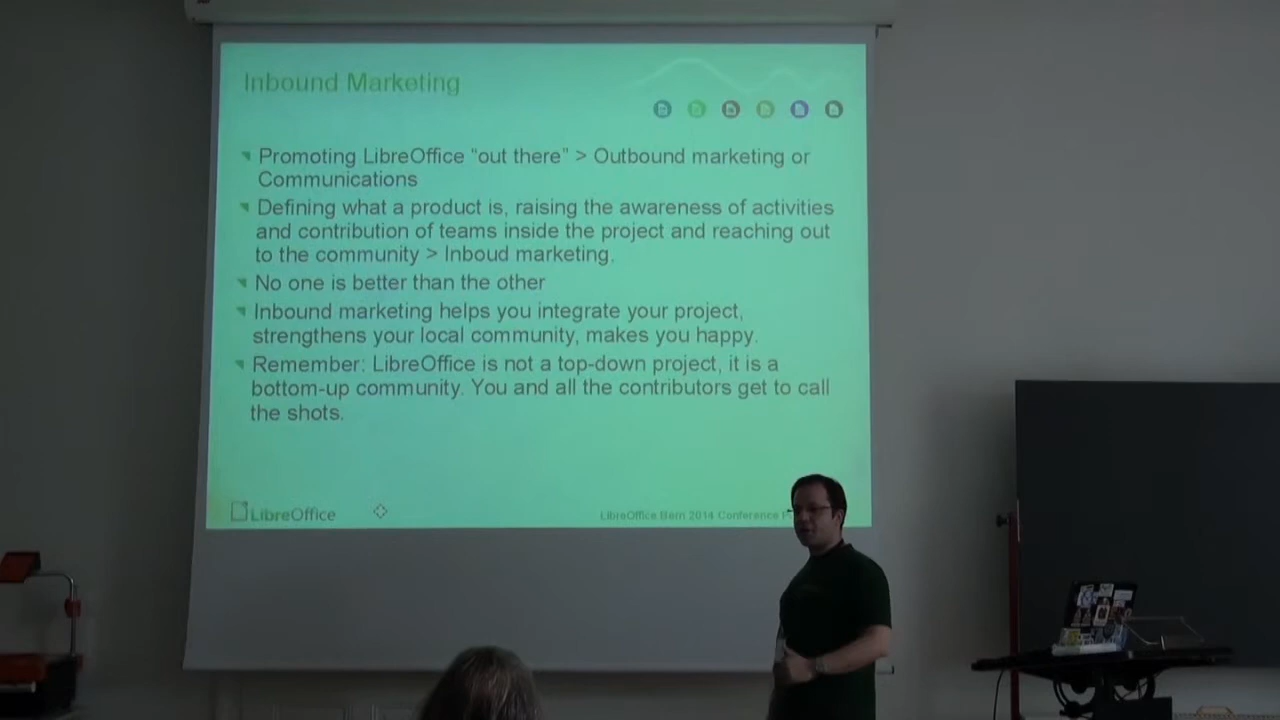 Inbound Marketing
Promoting LibreOffice "out there" > Outbound marketing or
Communications
Defining what a product is, raising the awareness of activities
and contribution of teams inside the project and reaching out
to the community > Inboud marketing.
No one is better than the other
Inbound marketing helps you integrate your project,
strengthens your local community, makes you happy.
Remember: LibreOffice is not a top-down project, it is a
bottom-up community. You and all the contributors get to call
the shots.
LibreOffice
LibreOffice Bern 2014 Conference